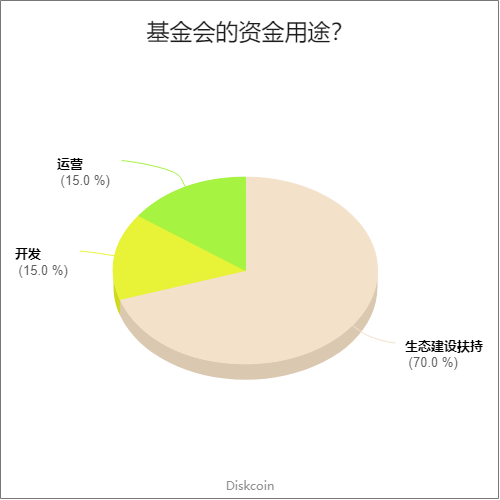 基金会的资金用途？
运营
(15.0 %)
开发
(15.0 %)
生态建设扶持
(70.0 %)
Diskcoin